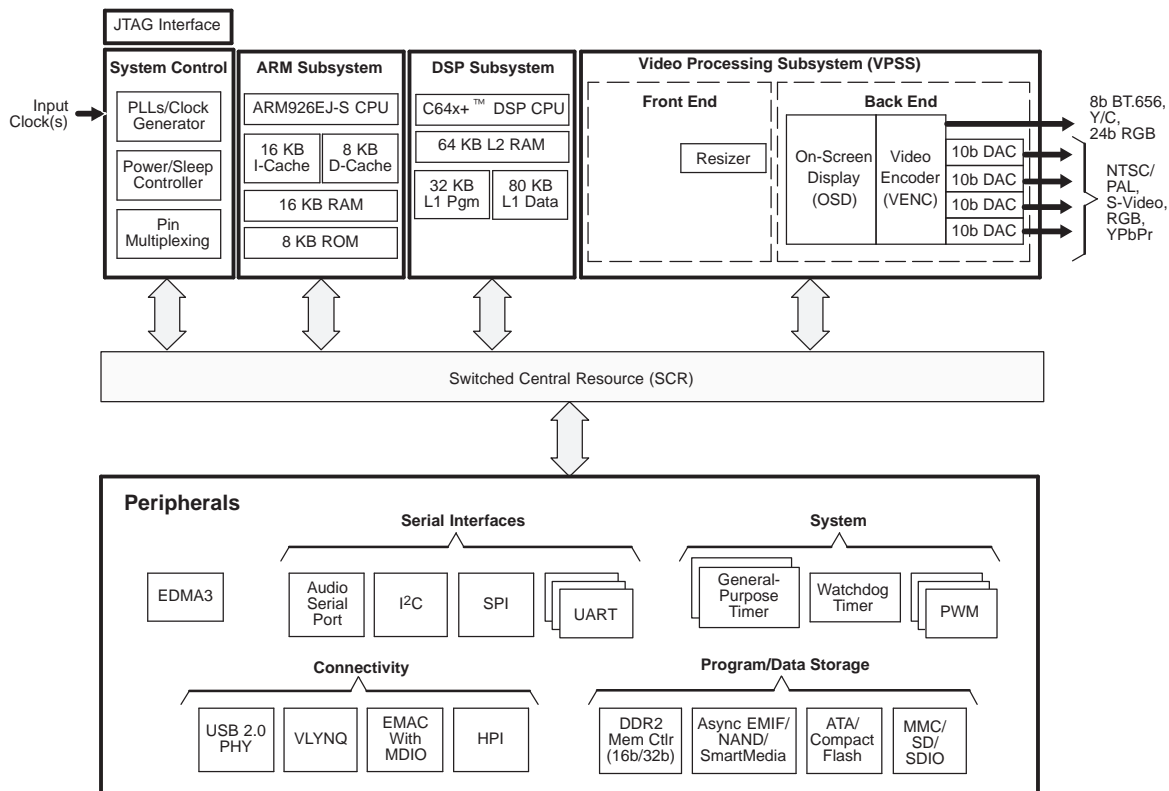 JTAG Interface
System Control
ARM Subsystem
DSP Subsystem
Video Processing Subsystem (VPSS)
Input
Clock(s)
PLLs/Clock
Generator
Power/Sleep
Controller
Pin
Multiplexing
ARM926EJ-S CPU
16 KB
I-Cache
8 KB
D-Cache
16 KB RAM
8 KB ROM
C64x+™ DSP CPU
64 KB L2 RAM
32 KB
L1 Pgm
80 KB
L1 Data
Front End
Resizer
Back End
On-Screen
Display
(OSD)
Video
Encoder
(VENC)
10b DAC
10b DAC
10b DAC
10b DAC
8b BT.656,
Y/C,
24b RGB
NTSC/
PAL,
S-Video,
RGB,
YPbPr
Switched Central Resource (SCR)
Peripherals
Serial Interfaces
System
EDMA3
Audio
Serial
Port
I²C
SPI
UART
General-
Purpose
Timer
Watchdog
Timer
PWM
Connectivity
Program/Data Storage
USB 2.0
PHY
VLYNQ
EMAC
With
MDIO
HPI
DDR2
Mem Ctlr
(16b/32b)
Async EMIF/
NAND/
SmartMedia
ATA/
Compact
Flash
MMC/
SD/
SDIO